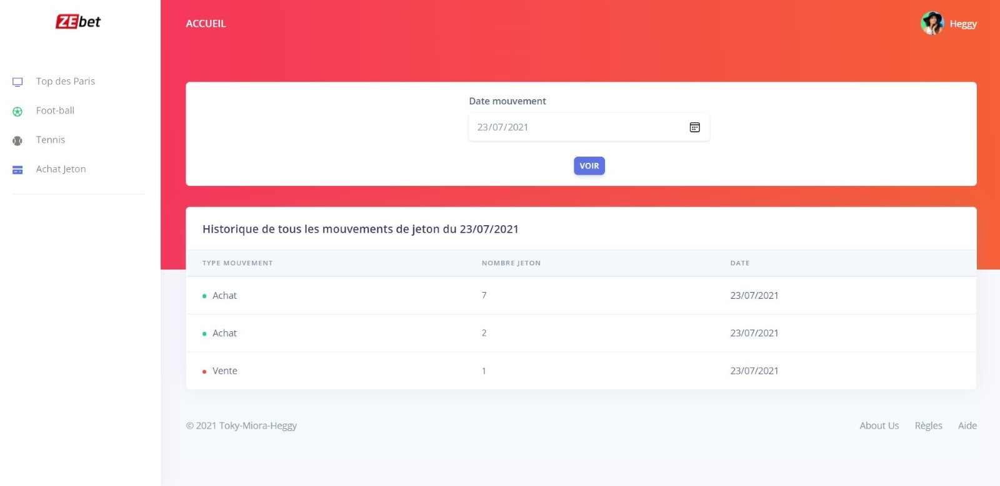 ZEbet
ACCUEIL
Heggy
Top des Paris
Foot-ball
Tennis
Achat Jeton
Date mouvement
23/07/2021
VOIR
Historique de tous les mouvements de jeton du 23/07/2021
TYPE MOUVEMENT NOMBRE JETON DATE
Achat 7 23/07/2021
Achat 2 23/07/2021
Vente 1 23/07/2021
© 2021 Toky-Miora-Heggy
About Us Règles Aide